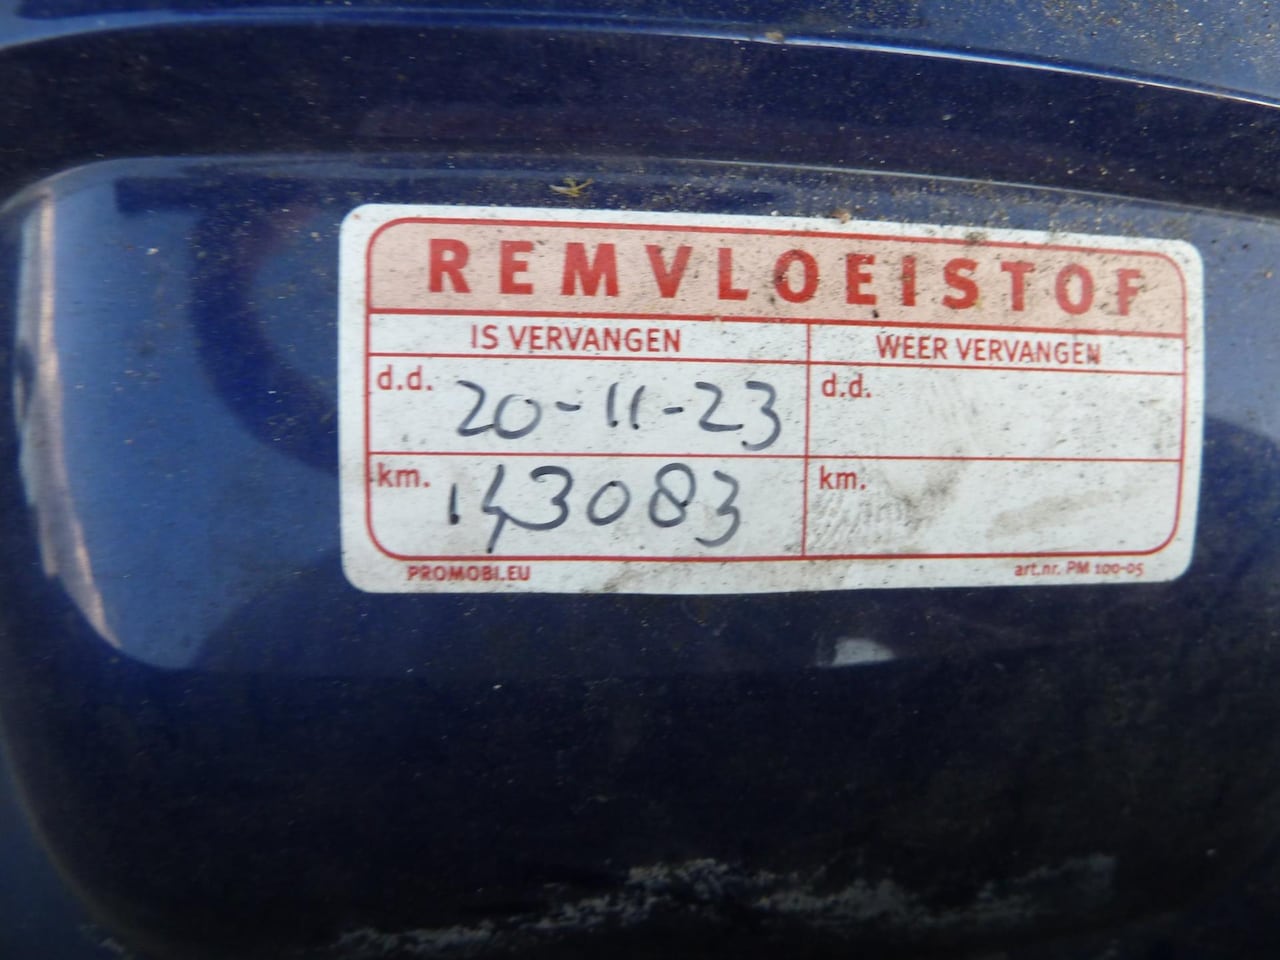 REMVLOEISTOF
IS VERVANGEN WEER VERVANGEN
d.d. 20-11-23 d.d.
km. 143083 km.
PROMOBI.EU art.nr. PM 100-05